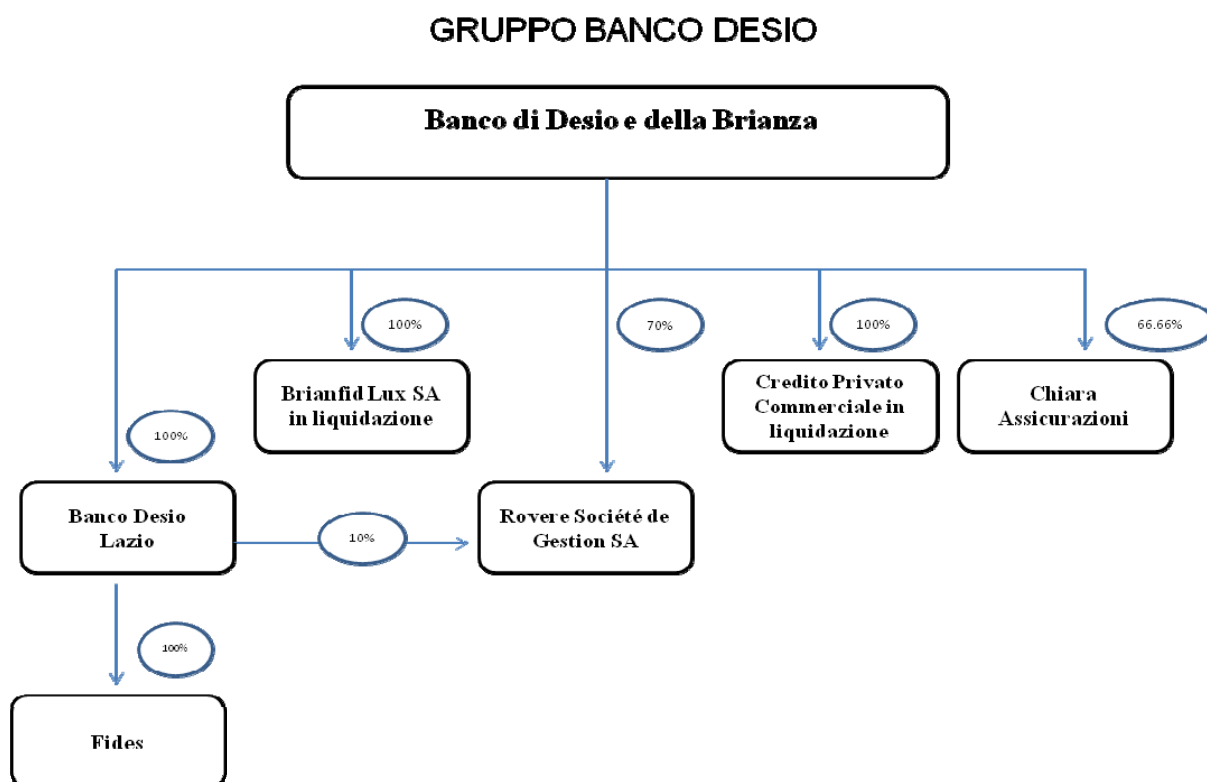 GRUPPO BANCO DESIO
Banco di Desio e della Brianza
100%
70%
100%
66.66%
Brianfid Lux SA
in liquidazione
Credito Privato
Commerciale in
liquidazione
Chiara
Assicurazioni
100%
Banco Desio
Lazio
10%
Rovere Société de
Gestion SA
100%
Fides